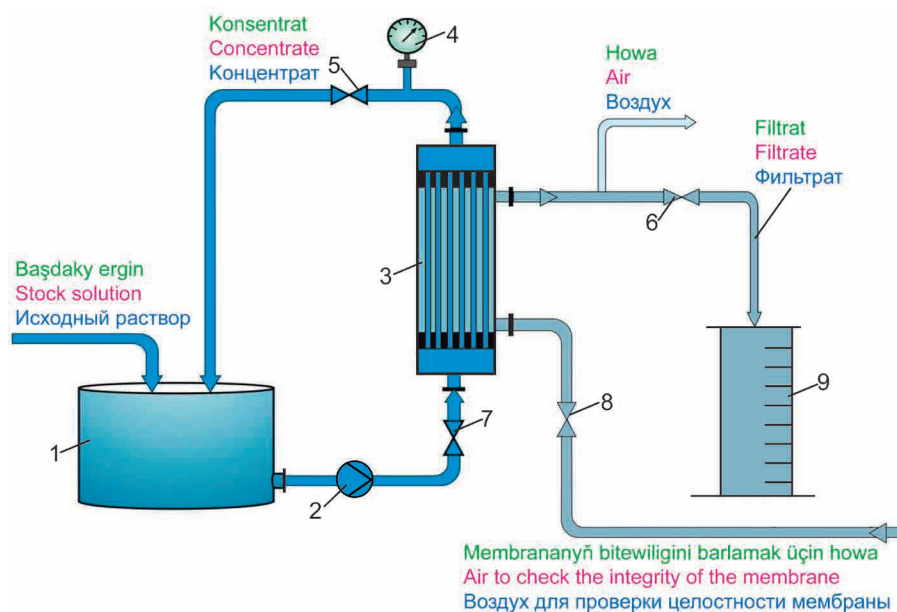 Konsentrat
Concentrate
Концентрат
4
5
Howa
Air
Воздух
Filtrat
Filtrate
Фильтрат
6
3
Başdaky ergin
Stock solution
Исходный раствор
9
8
7
1
2
Membrananyň bitewiligini barlamak üçin howa
Air to check the integrity of the membrane
Воздух для проверки целостности мембраны